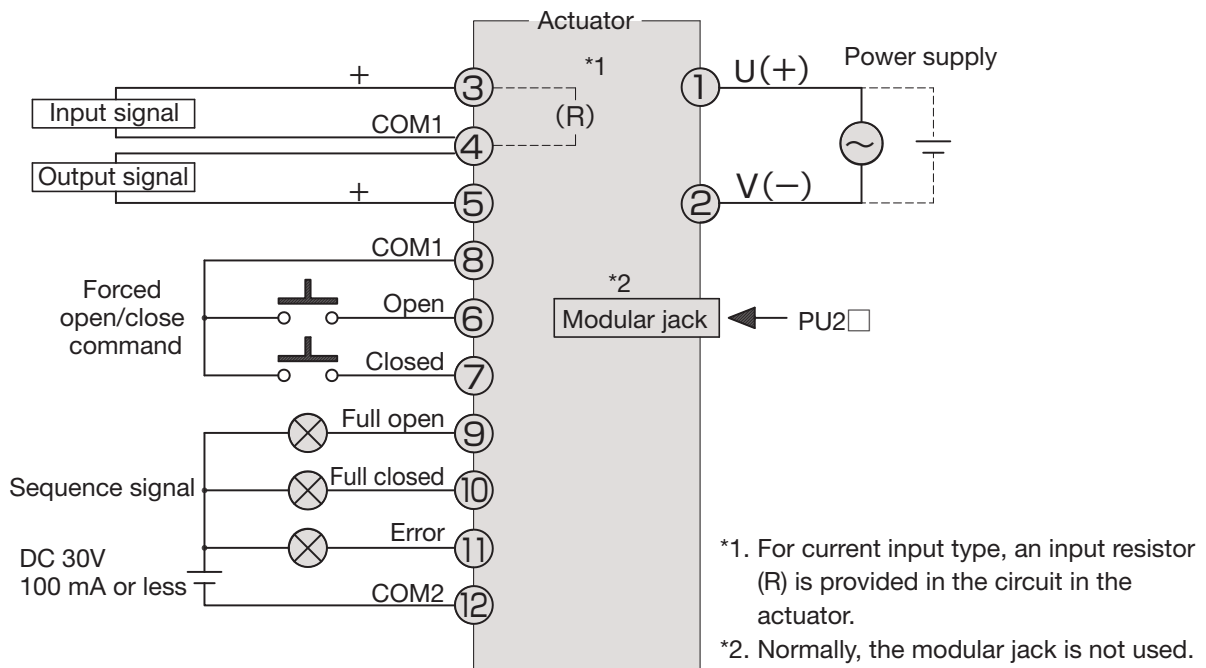 Actuator
*1
Power supply
+
③
①
U(+)
Input signal
(R)
COM1
④
Output signal
+
⑤
②
V(−)
COM1
⑧
*2
Forced
open/close
command
Open
⑥
Modular jack
PU2□
Closed
⑦
Full open
⑨
Sequence signal
Full closed
⑩
Error
⑪
DC 30V
100 mA or less
COM2
⑫
*1. For current input type, an input resistor
(R) is provided in the circuit in the
actuator.
*2. Normally, the modular jack is not used.